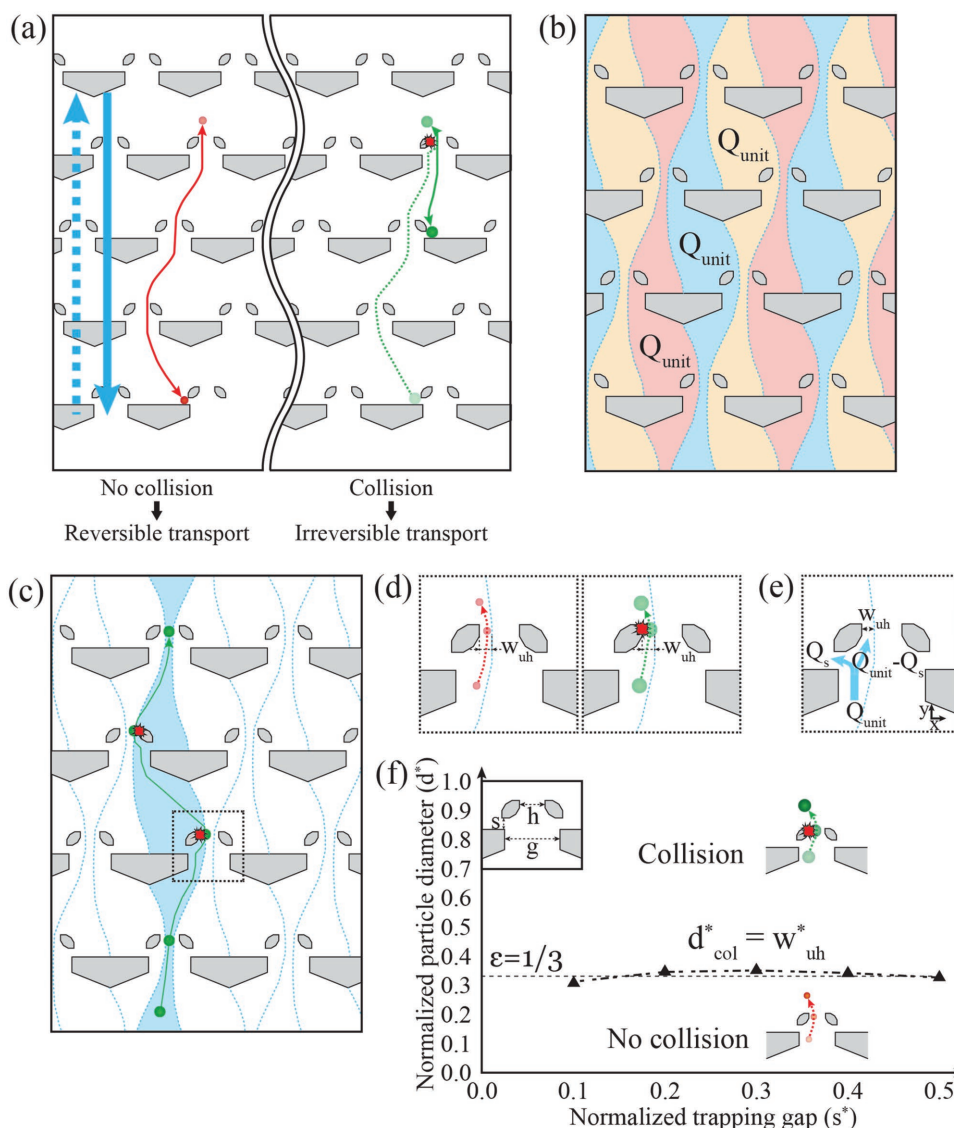 (a)
No collision
Reversible transport
Collision
Irreversible transport
(b)
Q_unit
Q_unit
Q_unit
(c)
(d)
w_uh
w_uh
(e)
w_uh
Q_s
Q_unit-Q_s
Q_unit
y
x
(f)
Normalized particle diameter (d*)
1.0
0.9
0.8
0.7
0.6
0.5
0.4
0.3
0.2
0.1
0.0
s
h
g
Collision
d*_col = w*_uh
ε=1/3
No collision
0.0 0.1 0.2 0.3 0.4 0.5
Normalized trapping gap (s*)